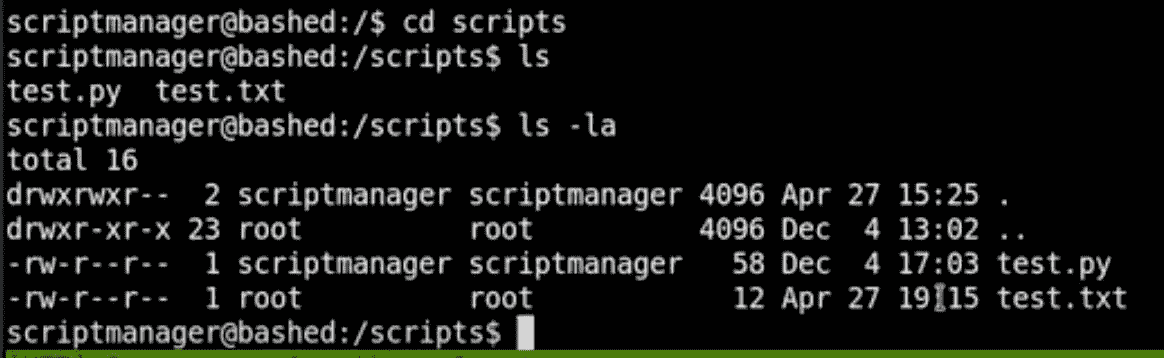 scriptmanager@bashed:/$ cd scripts
scriptmanager@bashed:/scripts$ ls
test.py  test.txt
scriptmanager@bashed:/scripts$ ls -la
total 16
drwxrwxr--  2 scriptmanager scriptmanager 4096 Apr 27 15:25 .
drwxr-xr-x 23 root          root          4096 Dec  4 13:02 ..
-rw-r--r--  1 scriptmanager scriptmanager   58 Dec  4 17:03 test.py
-rw-r--r--  1 root          root            12 Apr 27 19:15 test.txt
scriptmanager@bashed:/scripts$